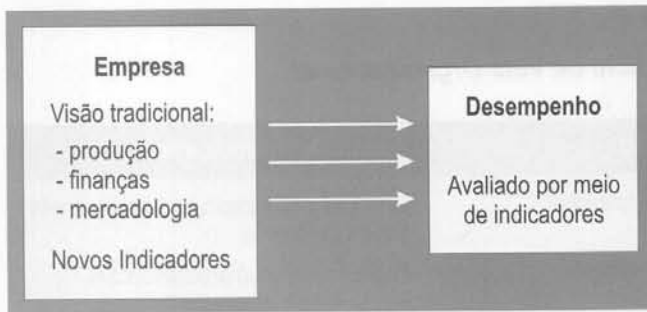 Empresa
Visão tradicional:
- produção
- finanças
- mercadologia
Novos Indicadores
Desempenho
Avaliado por meio
de indicadores